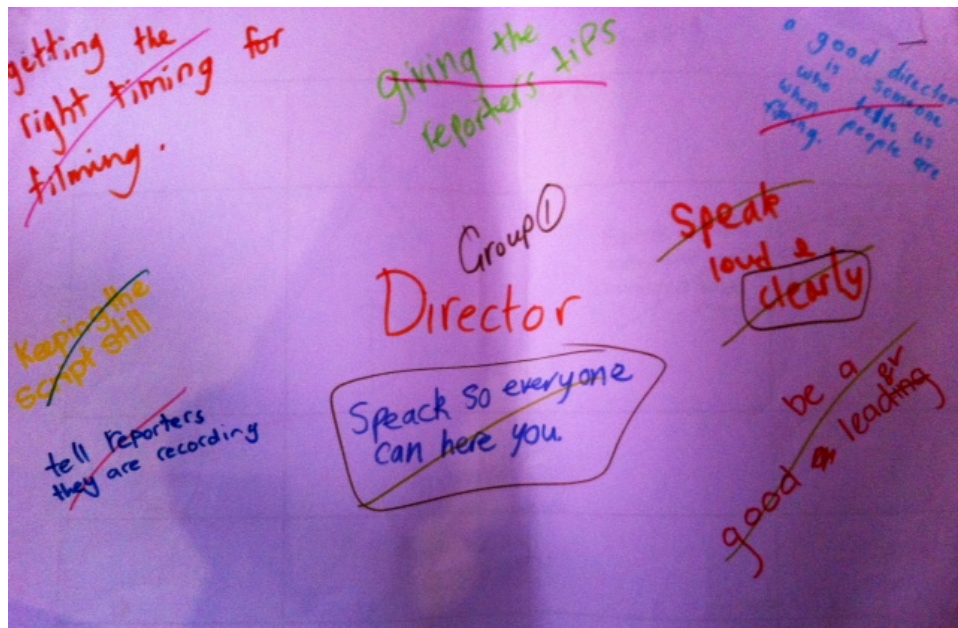 getting the
right timing for
filming.
giving the
reporters tips
a good director
is someone
who tells us
when people are
Group 1
Director
Speak
loud &
clearly
Keeping the
script still
tell reporters
they are recording
Speack so everyone
can here you.
be a
good leading